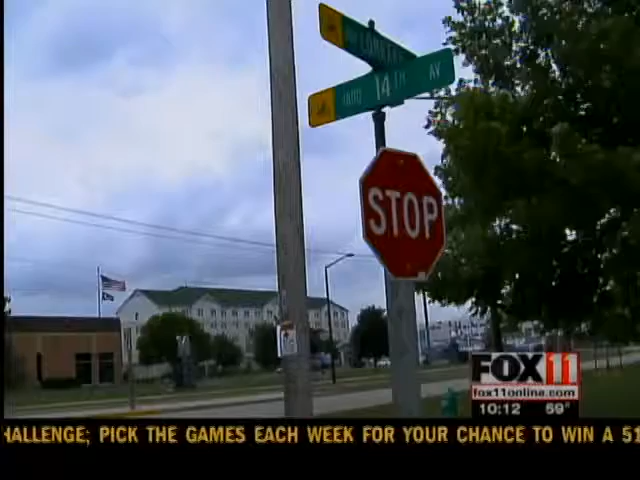 14TH AV
STOP
FOX 11
fox11online.com
10:12 59°
HALLENGE; PICK THE GAMES EACH WEEK FOR YOUR CHANCE TO WIN A 51